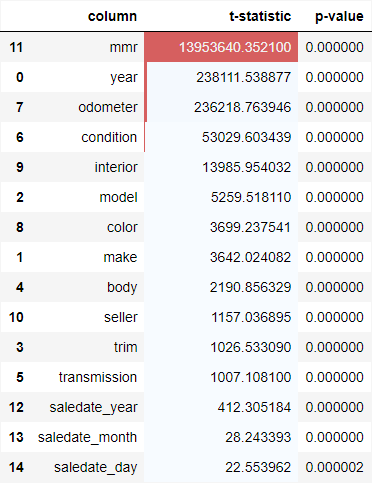 column t-statistic p-value
11 mmr 13953640.352100 0.000000
0 year 238111.538877 0.000000
7 odometer 236218.763946 0.000000
6 condition 53029.603439 0.000000
9 interior 13985.954032 0.000000
2 model 5259.518110 0.000000
8 color 3699.237541 0.000000
1 make 3642.024082 0.000000
4 body 2190.856329 0.000000
10 seller 1157.036895 0.000000
3 trim 1026.533090 0.000000
5 transmission 1007.108100 0.000000
12 saledate_year 412.305184 0.000000
13 saledate_month 28.243393 0.000000
14 saledate_day 22.553962 0.000002